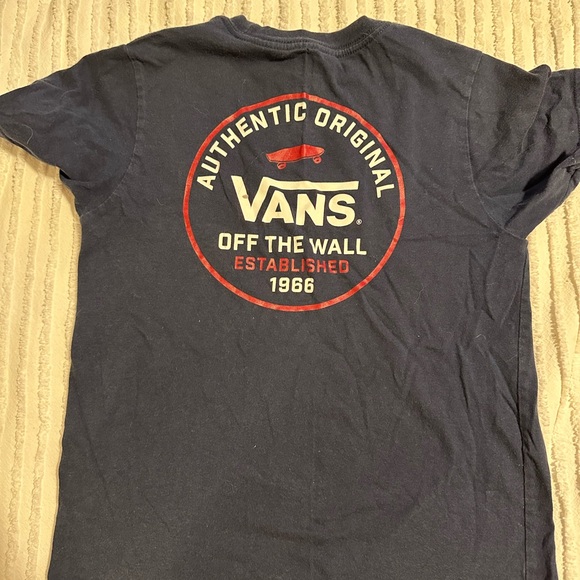 AUTHENTIC ORIGINAL
VANS®
OFF THE WALL
ESTABLISHED
1966